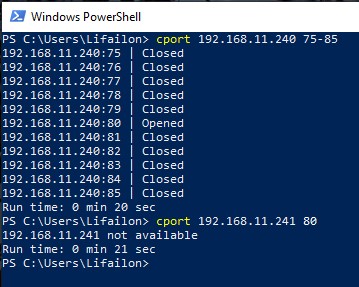 Windows PowerShell
PS C:\Users\Lifailon> cport 192.168.11.240 75-85
192.168.11.240:75 | Closed
192.168.11.240:76 | Closed
192.168.11.240:77 | Closed
192.168.11.240:78 | Closed
192.168.11.240:79 | Closed
192.168.11.240:80 | Opened
192.168.11.240:81 | Closed
192.168.11.240:82 | Closed
192.168.11.240:83 | Closed
192.168.11.240:84 | Closed
192.168.11.240:85 | Closed
Run time: 0 min 20 sec
PS C:\Users\Lifailon> cport 192.168.11.241 80
192.168.11.241 not available
Run time: 0 min 21 sec
PS C:\Users\Lifailon>